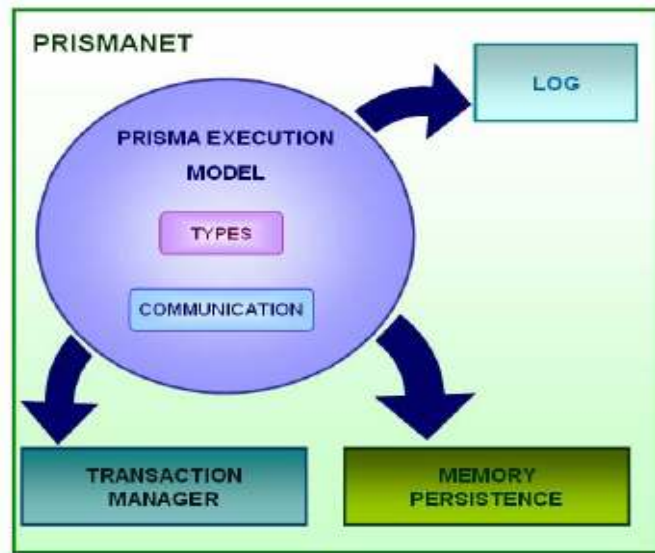 PRISMANET
LOG
PRISMA EXECUTION
MODEL
TYPES
COMMUNICATION
TRANSACTION
MANAGER
MEMORY
PERSISTENCE